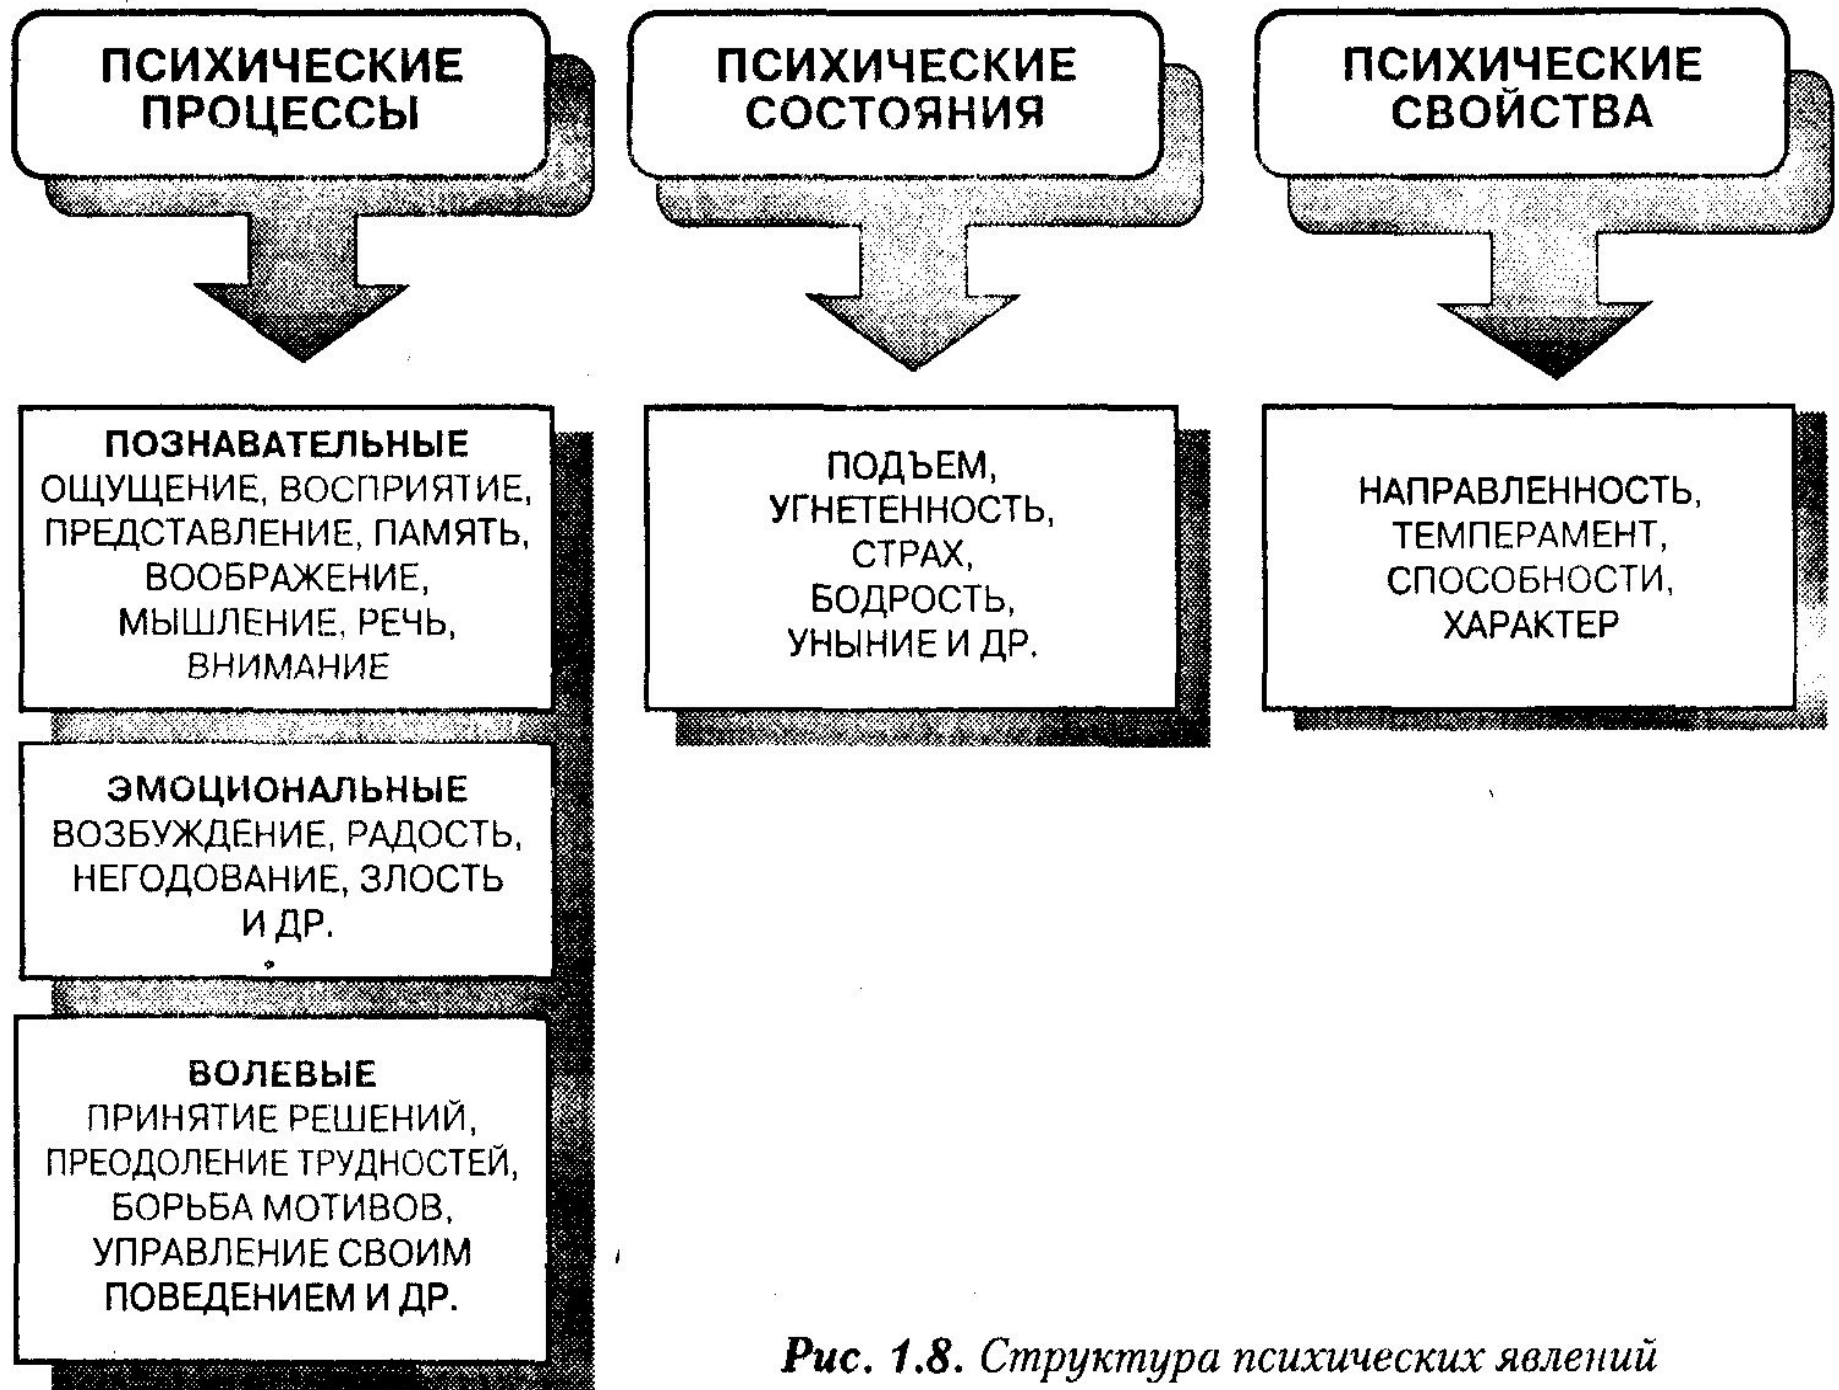 ПСИХИЧЕСКИЕ
ПРОЦЕССЫ
ПОЗНАВАТЕЛЬНЫЕ
ОЩУЩЕНИЕ, ВОСПРИЯТИЕ,
ПРЕДСТАВЛЕНИЕ, ПАМЯТЬ,
ВООБРАЖЕНИЕ,
МЫШЛЕНИЕ, РЕЧЬ,
ВНИМАНИЕ
ЭМОЦИОНАЛЬНЫЕ
ВОЗБУЖДЕНИЕ, РАДОСТЬ,
НЕГОДОВАНИЕ, ЗЛОСТЬ
И ДР.
ВОЛЕВЫЕ
ПРИНЯТИЕ РЕШЕНИЙ,
ПРЕОДОЛЕНИЕ ТРУДНОСТЕЙ,
БОРЬБА МОТИВОВ,
УПРАВЛЕНИЕ СВОИМ
ПОВЕДЕНИЕМ И ДР.
ПСИХИЧЕСКИЕ
СОСТОЯНИЯ
ПОДЪЕМ,
УГНЕТЕННОСТЬ,
СТРАХ,
БОДРОСТЬ,
УНЫНИЕ И ДР.
ПСИХИЧЕСКИЕ
СВОЙСТВА
НАПРАВЛЕННОСТЬ,
ТЕМПЕРАМЕНТ,
СПОСОБНОСТИ,
ХАРАКТЕР
Рис. 1.8. Структура психических явлений